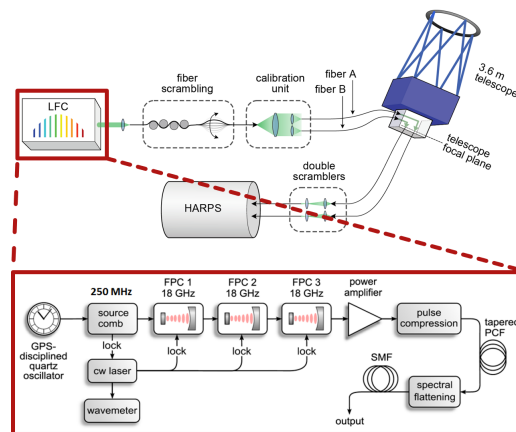 LFC
fiber
scrambling
calibration
unit
fiber A
fiber B
3.6 m
telescope
telescope
focal plane
double
scramblers
HARPS
250 MHz
source
comb
FPC 1
18 GHz
FPC 2
18 GHz
FPC 3
18 GHz
power
amplifier
pulse
compression
tapered
PCF
GPS-
disciplined
quartz
oscillator
lock
cw laser
lock
lock
lock
wavemeter
SMF
spectral
flattening
output